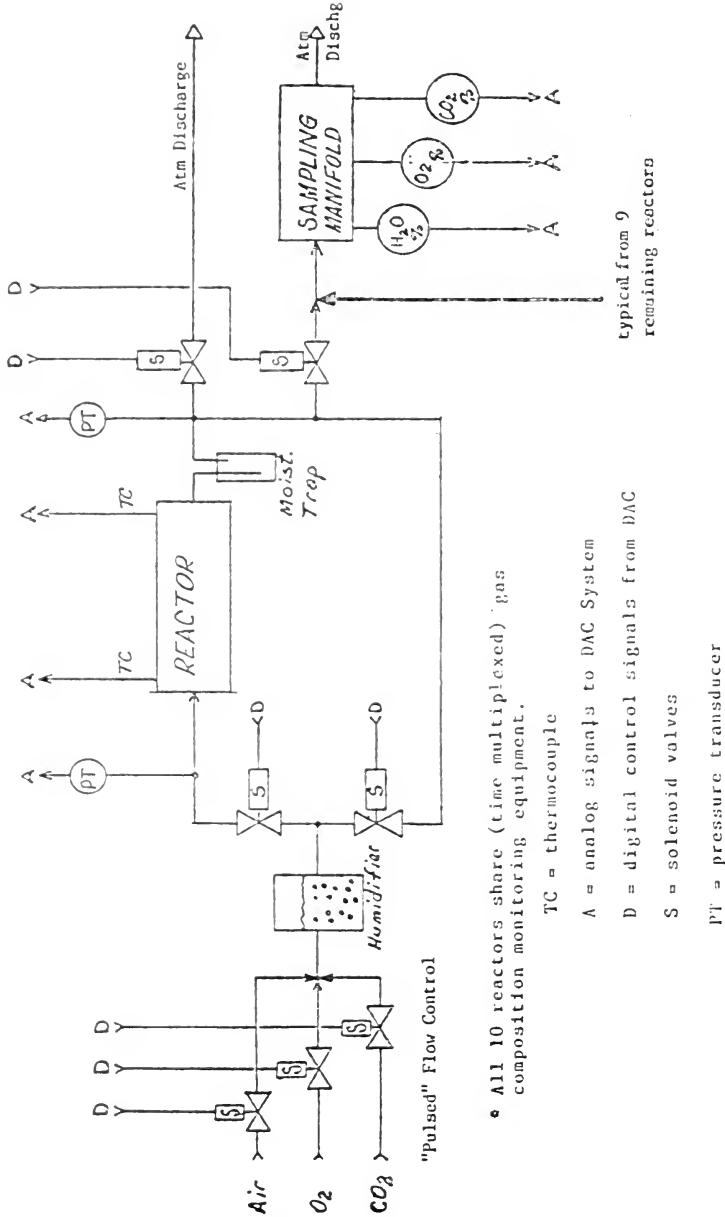 Air
O2
CO2
"Pulsed" Flow Control
D
D
D
S
S
S
Humidifier
S
D
S
D
A
PT
A
TC
REACTOR
A
TC
Moist.
Trap
A
PT
D
D
S
S
Atm Discharge
SAMPLING
MANIFOLD
Atm
Dischg
H2O
%
O2
%
CO2
%
A
A
A
typical from 9
remaining reactors
• All 10 reactors share (time multiplexed) gas
composition monitoring equipment.
TC = thermocouple
A = analog signals to DAC System
D = digital control signals from DAC
S = solenoid valves
PT = pressure transducer